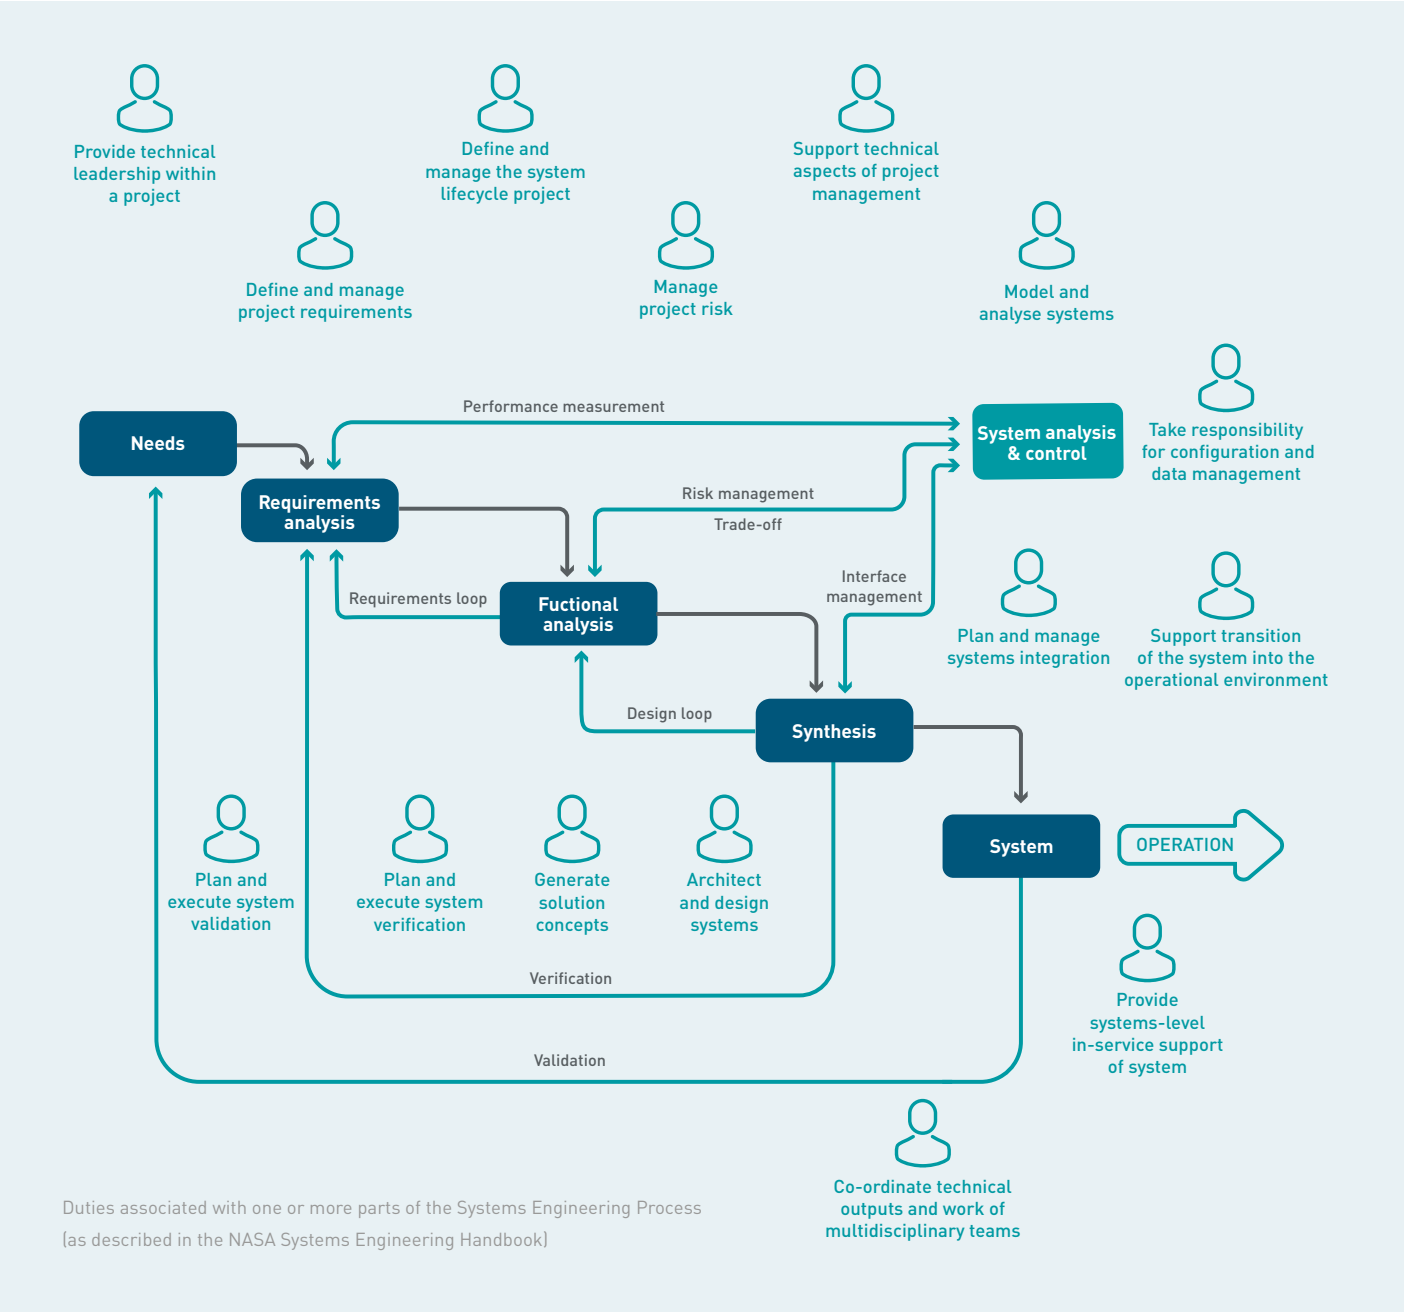 Provide technical
leadership within
a project
Define and
manage the system
lifecycle project
Support technical
aspects of project
management
Define and manage
project requirements
Manage
project risk
Model and
analyse systems
Needs
Performance measurement
System analysis
& control
Take responsibility
for configuration and
data management
Requirements
analysis
Risk management
Trade-off
Requirements loop
Fuctional
analysis
Interface
management
Plan and manage
systems integration
Support transition
of the system into the
operational environment
Design loop
Synthesis
System
OPERATION
Plan and
execute system
validation
Plan and
execute system
verification
Generate
solution
concepts
Architect
and design
systems
Verification
Provide
systems-level
in-service support
of system
Validation
Co-ordinate technical
outputs and work of
multidisciplinary teams
Duties associated with one or more parts of the Systems Engineering Process
(as described in the NASA Systems Engineering Handbook)